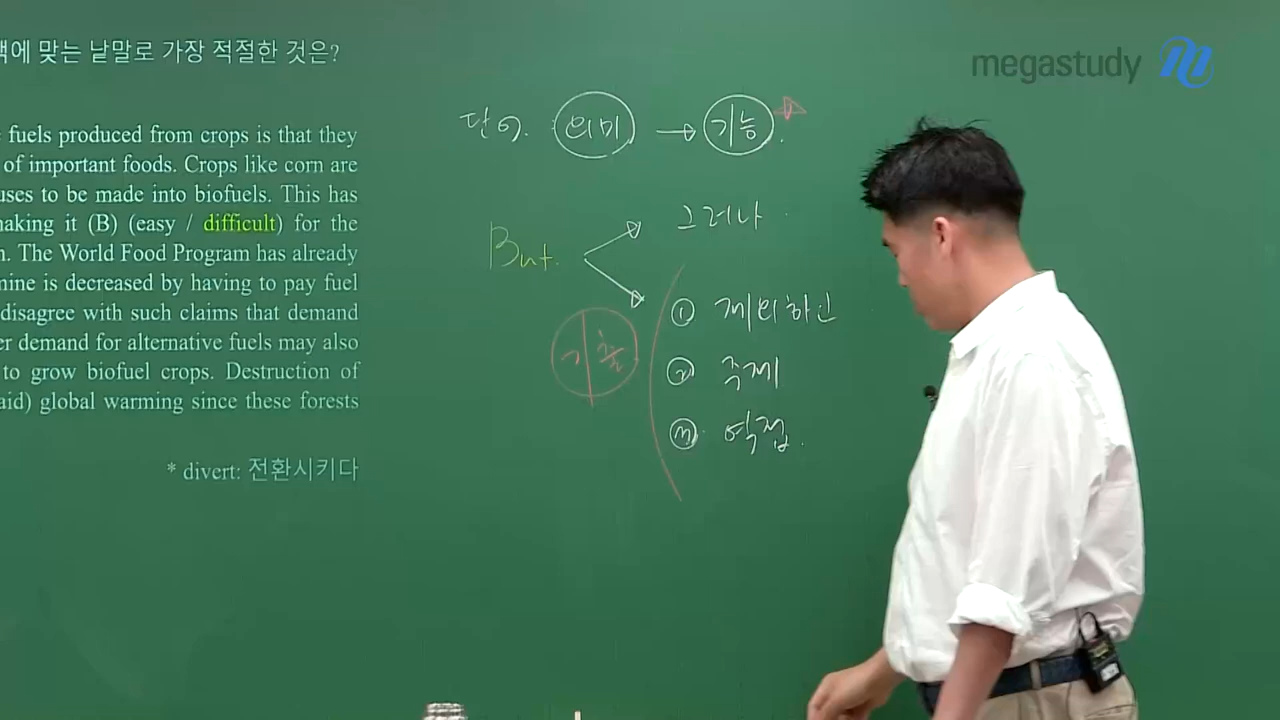 책에 맞는 낱말로 가장 적절한 것은?
megastudy
단어. 의미 → 기능.
fuels produced from crops is that they
of important foods. Crops like corn are
uses to be made into biofuels. This has
making it (B) (easy / difficult) for the
n. The World Food Program has already
mine is decreased by having to pay fuel
disagree with such claims that demand
er demand for alternative fuels may also
to grow biofuel crops. Destruction of
aid) global warming since these forests
* divert: 전환시키다
But.
그러나
① 제외하고
② 주제
③ 역접.